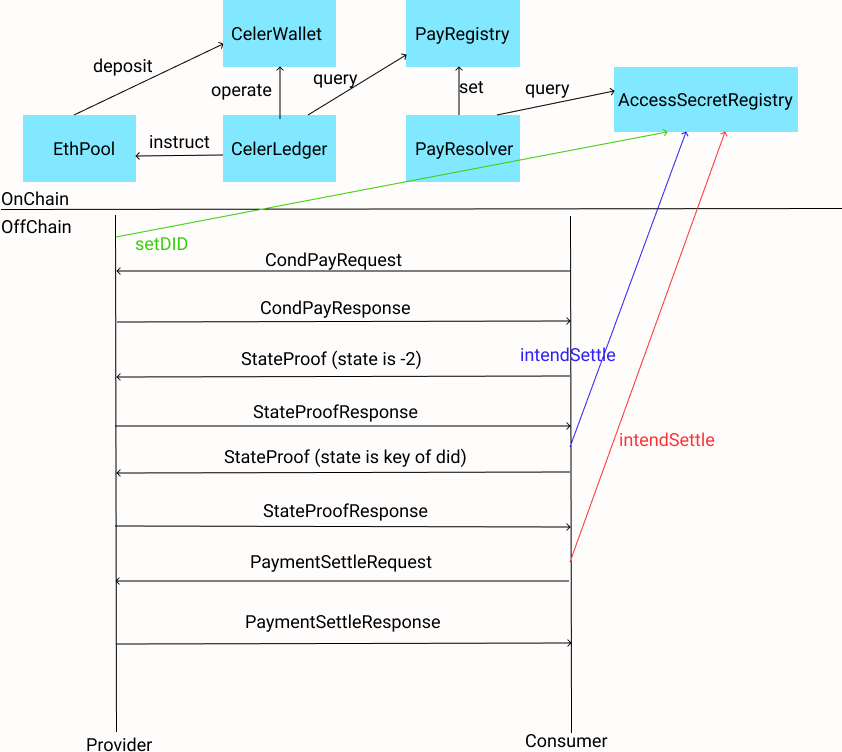 CelerWallet
PayRegistry
deposit
operate
query
set
query
AccessSecretRegistry
EthPool
instruct
CelerLedger
PayResolver
OnChain
OffChain
setDID
CondPayRequest
CondPayResponse
StateProof (state is -2)
intendSettle
StateProofResponse
intendSettle
StateProof (state is key of did)
StateProofResponse
PaymentSettleRequest
PaymentSettleResponse
Provider
Consumer